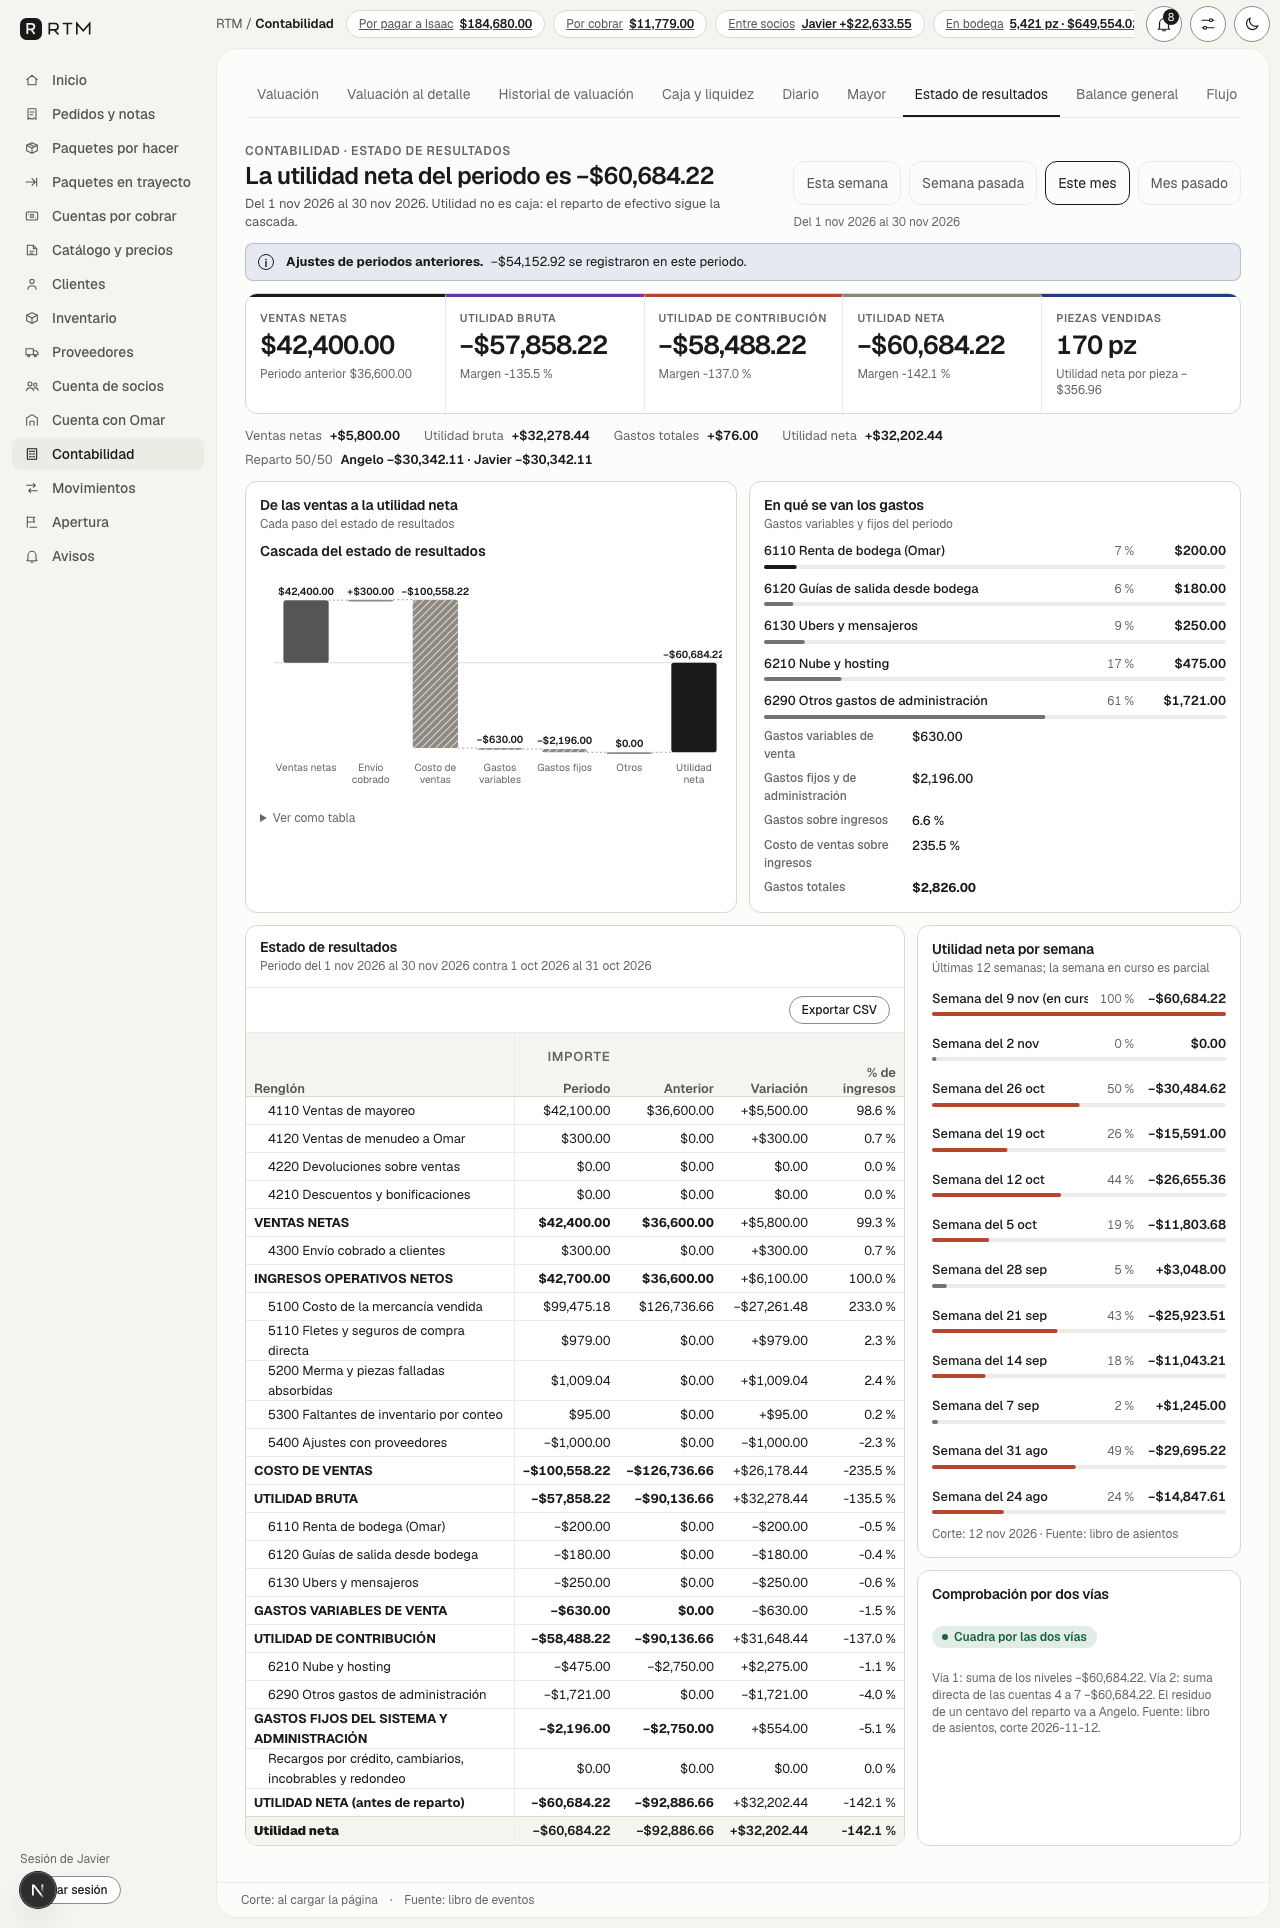 R RTM
RTM / Contabilidad
Por pagar a Isaac $184,680.00
Por cobrar $11,779.00
Entre socios Javier +$22,633.55
En bodega 5,421 pz · $649,554.0
8
Inicio
Pedidos y notas
Paquetes por hacer
Paquetes en trayecto
Cuentas por cobrar
Catálogo y precios
Clientes
Inventario
Proveedores
Cuenta de socios
Cuenta con Omar
Contabilidad
Movimientos
Apertura
Avisos
Sesión de Javier
N ar sesión
Valuación Valuación al detalle Historial de valuación Caja y liquidez Diario Mayor Estado de resultados Balance general Flujo
CONTABILIDAD · ESTADO DE RESULTADOS
La utilidad neta del periodo es −$60,684.22
Del 1 nov 2026 al 30 nov 2026. Utilidad no es caja: el reparto de efectivo sigue la
cascada.
Esta semana Semana pasada Este mes Mes pasado
Del 1 nov 2026 al 30 nov 2026
Ajustes de periodos anteriores. −$54,152.92 se registraron en este periodo.
VENTAS NETAS
$42,400.00
Periodo anterior $36,600.00
UTILIDAD BRUTA
−$57,858.22
Margen -135.5 %
UTILIDAD DE CONTRIBUCIÓN
−$58,488.22
Margen -137.0 %
UTILIDAD NETA
−$60,684.22
Margen -142.1 %
PIEZAS VENDIDAS
170 pz
Utilidad neta por pieza −
$356.96
Ventas netas +$5,800.00 Utilidad bruta +$32,278.44 Gastos totales +$76.00 Utilidad neta +$32,202.44
Reparto 50/50 Angelo −$30,342.11 · Javier −$30,342.11
De las ventas a la utilidad neta
Cada paso del estado de resultados
Cascada del estado de resultados
$42,400.00 +$300.00 −$100,558.22
−$60,684.22
−$630.00 −$2,196.00 $0.00
Ventas netas Envío Costo de Gastos Gastos fijos Otros Utilidad
cobrado ventas variables neta
Ver como tabla
En qué se van los gastos
Gastos variables y fijos del periodo
6110 Renta de bodega (Omar) 7 % $200.00
6120 Guías de salida desde bodega 6 % $180.00
6130 Ubers y mensajeros 9 % $250.00
6210 Nube y hosting 17 % $475.00
6290 Otros gastos de administración 61 % $1,721.00
Gastos variables de $630.00
venta
Gastos fijos y de $2,196.00
administración
Gastos sobre ingresos 6.6 %
Costo de ventas sobre 235.5 %
ingresos
Gastos totales $2,826.00
Estado de resultados
Periodo del 1 nov 2026 al 30 nov 2026 contra 1 oct 2026 al 31 oct 2026
Exportar CSV
IMPORTE
Renglón Periodo Anterior Variación % de ingresos
4110 Ventas de mayoreo $42,100.00 $36,600.00 +$5,500.00 98.6 %
4120 Ventas de menudeo a Omar $300.00 $0.00 +$300.00 0.7 %
4220 Devoluciones sobre ventas $0.00 $0.00 $0.00 0.0 %
4210 Descuentos y bonificaciones $0.00 $0.00 $0.00 0.0 %
VENTAS NETAS $42,400.00 $36,600.00 +$5,800.00 99.3 %
4300 Envío cobrado a clientes $300.00 $0.00 +$300.00 0.7 %
INGRESOS OPERATIVOS NETOS $42,700.00 $36,600.00 +$6,100.00 100.0 %
5100 Costo de la mercancía vendida $99,475.18 $126,736.66 −$27,261.48 233.0 %
5110 Fletes y seguros de compra
directa $979.00 $0.00 +$979.00 2.3 %
5200 Merma y piezas falladas
absorbidas $1,009.04 $0.00 +$1,009.04 2.4 %
5300 Faltantes de inventario por conteo $95.00 $0.00 +$95.00 0.2 %
5400 Ajustes con proveedores −$1,000.00 $0.00 −$1,000.00 -2.3 %
COSTO DE VENTAS −$100,558.22 −$126,736.66 +$26,178.44 -235.5 %
UTILIDAD BRUTA −$57,858.22 −$90,136.66 +$32,278.44 -135.5 %
6110 Renta de bodega (Omar) −$200.00 $0.00 −$200.00 -0.5 %
6120 Guías de salida desde bodega −$180.00 $0.00 −$180.00 -0.4 %
6130 Ubers y mensajeros −$250.00 $0.00 −$250.00 -0.6 %
GASTOS VARIABLES DE VENTA −$630.00 $0.00 −$630.00 -1.5 %
UTILIDAD DE CONTRIBUCIÓN −$58,488.22 −$90,136.66 +$31,648.44 -137.0 %
6210 Nube y hosting −$475.00 −$2,750.00 +$2,275.00 -1.1 %
6290 Otros gastos de administración −$1,721.00 $0.00 −$1,721.00 -4.0 %
GASTOS FIJOS DEL SISTEMA Y
ADMINISTRACIÓN −$2,196.00 −$2,750.00 +$554.00 -5.1 %
Recargos por crédito, cambiarios,
incobrables y redondeo $0.00 $0.00 $0.00 0.0 %
UTILIDAD NETA (antes de reparto) −$60,684.22 −$92,886.66 +$32,202.44 -142.1 %
Utilidad neta −$60,684.22 −$92,886.66 +$32,202.44 -142.1 %
Utilidad neta por semana
Últimas 12 semanas; la semana en curso es parcial
Semana del 9 nov (en curs 100 % −$60,684.22
Semana del 2 nov 0 % $0.00
Semana del 26 oct 50 % −$30,484.62
Semana del 19 oct 26 % −$15,591.00
Semana del 12 oct 44 % −$26,655.36
Semana del 5 oct 19 % −$11,803.68
Semana del 28 sep 5 % +$3,048.00
Semana del 21 sep 43 % −$25,923.51
Semana del 14 sep 18 % −$11,043.21
Semana del 7 sep 2 % +$1,245.00
Semana del 31 ago 49 % −$29,695.22
Semana del 24 ago 24 % −$14,847.61
Corte: 12 nov 2026 · Fuente: libro de asientos
Comprobación por dos vías
Cuadra por las dos vías
Vía 1: suma de los niveles −$60,684.22. Vía 2: suma
directa de las cuentas 4 a 7 −$60,684.22. El residuo
de un centavo del reparto va a Angelo. Fuente: libro
de asientos, corte 2026-11-12.
Corte: al cargar la página · Fuente: libro de eventos